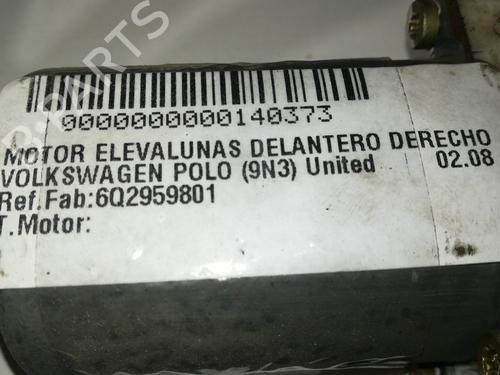 0000000000140373
MOTOR ELEVALUNAS DELANTERO DERECHO
VOLKSWAGEN POLO (9N3) United 02.08
Ref.Fab:6Q2959801
T.Motor: